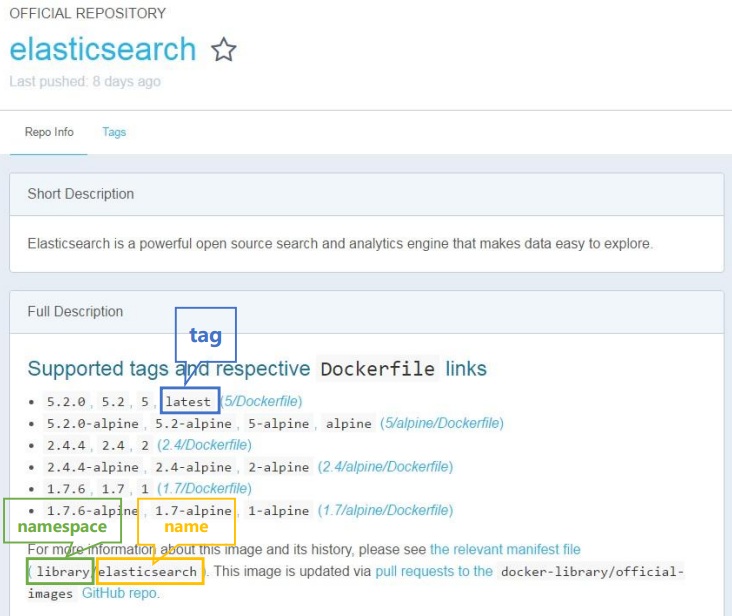 OFFICIAL REPOSITORY
elasticsearch
Last pushed: 8 days ago
Repo Info Tags
Short Description
Elasticsearch is a powerful open source search and analytics engine that makes data easy to explore.
Full Description
tag
Supported tags and respective Dockerfile links
• 5.2.0, 5.2, 5, latest (5/Dockerfile)
• 5.2.0-alpine, 5.2-alpine, 5-alpine, alpine (5/alpine/Dockerfile)
• 2.4.4, 2.4, 2 (2.4/Dockerfile)
• 2.4.4-alpine, 2.4-alpine, 2-alpine (2.4/alpine/Dockerfile)
• 1.7.6, 1.7, 1 (1.7/Dockerfile)
• 1.7.6-alpine, 1.7-alpine, 1-alpine (1.7/alpine/Dockerfile)
namespace name
For more information about this image and its history, please see the relevant manifest file
(library/elasticsearch). This image is updated via pull requests to the docker-library/official-
images GitHub repo.